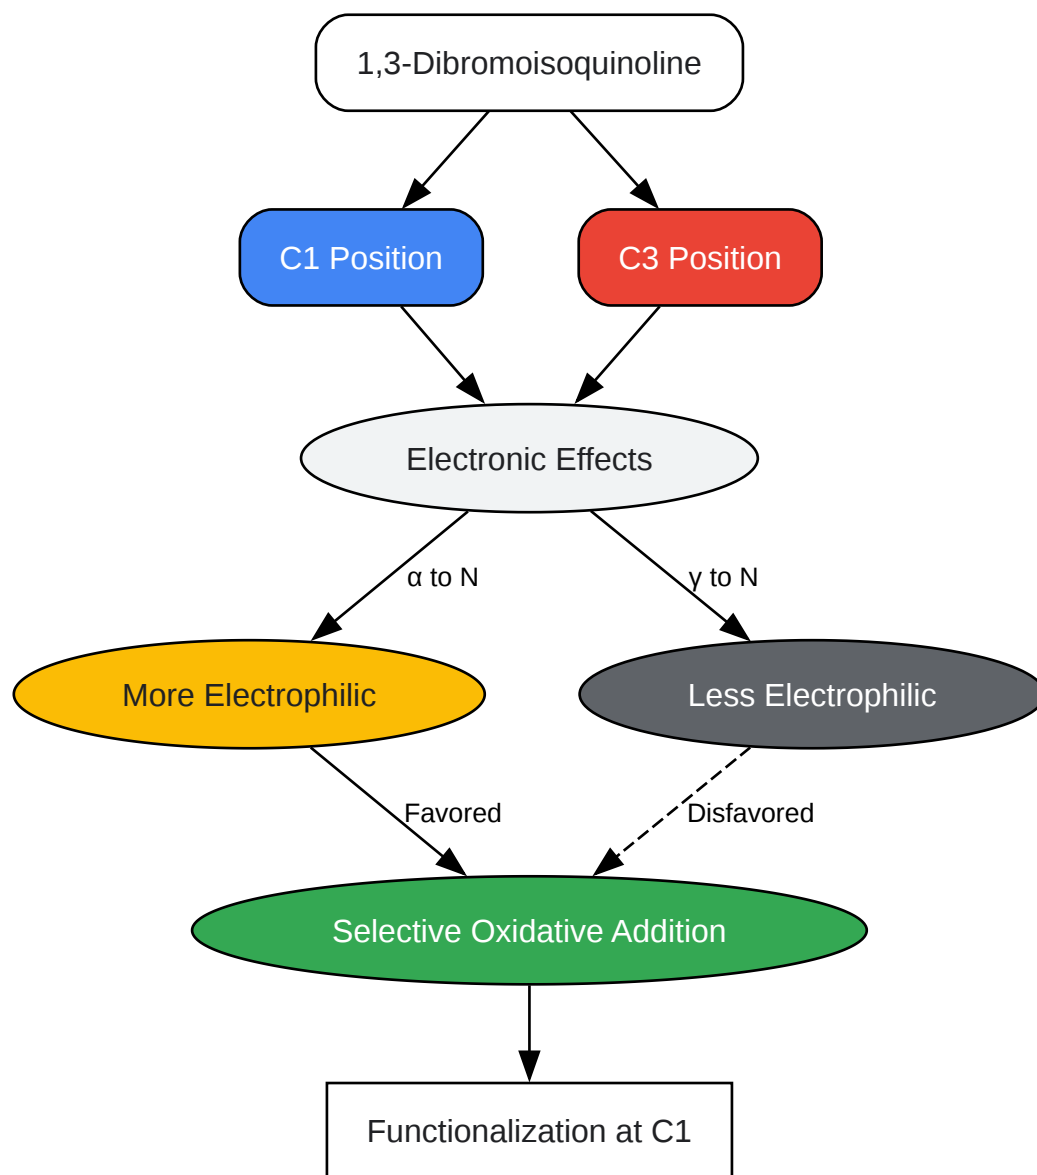 1,3-Dibromoisoquinoline
C1 Position
C3 Position
Electronic Effects
α to N
γ to N
More Electrophilic
Less Electrophilic
Favored
Disfavored
Selective Oxidative Addition
Functionalization at C1